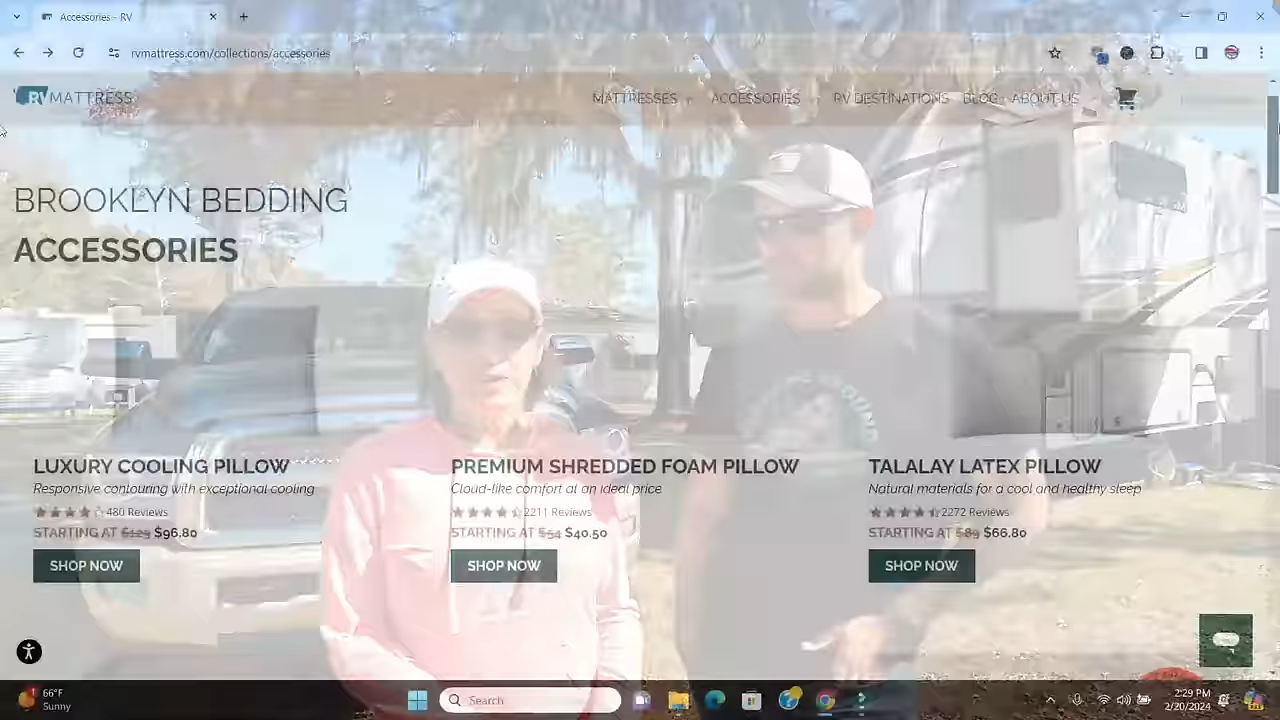 Accessories - RV
rvmattress.com/collections/accessories
RV MATTRESS
MATTRESSES ACCESSORIES RV DESTINATIONS BLOG ABOUT US
BROOKLYN BEDDING
ACCESSORIES
LUXURY COOLING PILLOW
Responsive contouring with exceptional cooling
480 Reviews
STARTING AT $129 $96.80
SHOP NOW
PREMIUM SHREDDED FOAM PILLOW
Cloud-like comfort at an ideal price
2211 Reviews
STARTING AT $54 $40.50
SHOP NOW
TALALAY LATEX PILLOW
Natural materials for a cool and healthy sleep
2272 Reviews
STARTING AT $89 $66.80
SHOP NOW
66°F
Sunny
Search
2:29 PM
2/20/2024